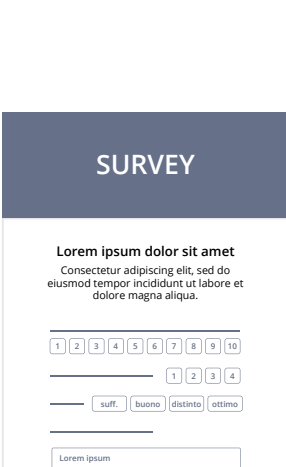 SURVEY
Lorem ipsum dolor sit amet
Consectetur adipiscing elit, sed do
eiusmod tempor incididunt ut labore et
dolore magna aliqua.
1 2 3 4 5 6 7 8 9 10
1 2 3 4
suff. buono distinto ottimo
Lorem ipsum